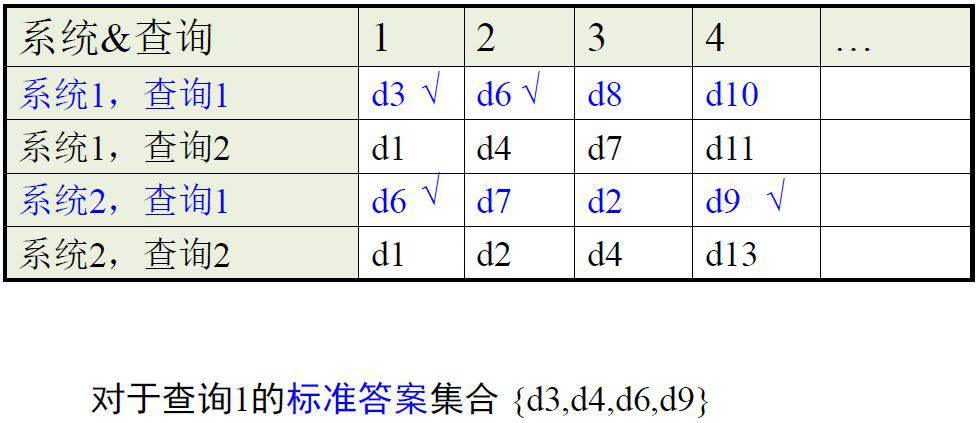 系统&查询 1 2 3 4 …
系统1，查询1 d3 √ d6 √ d8 d10
系统1，查询2 d1 d4 d7 d11
系统2，查询1 d6 √ d7 d2 d9 √
系统2，查询2 d1 d2 d4 d13
对于查询1的标准答案集合 {d3,d4,d6,d9}